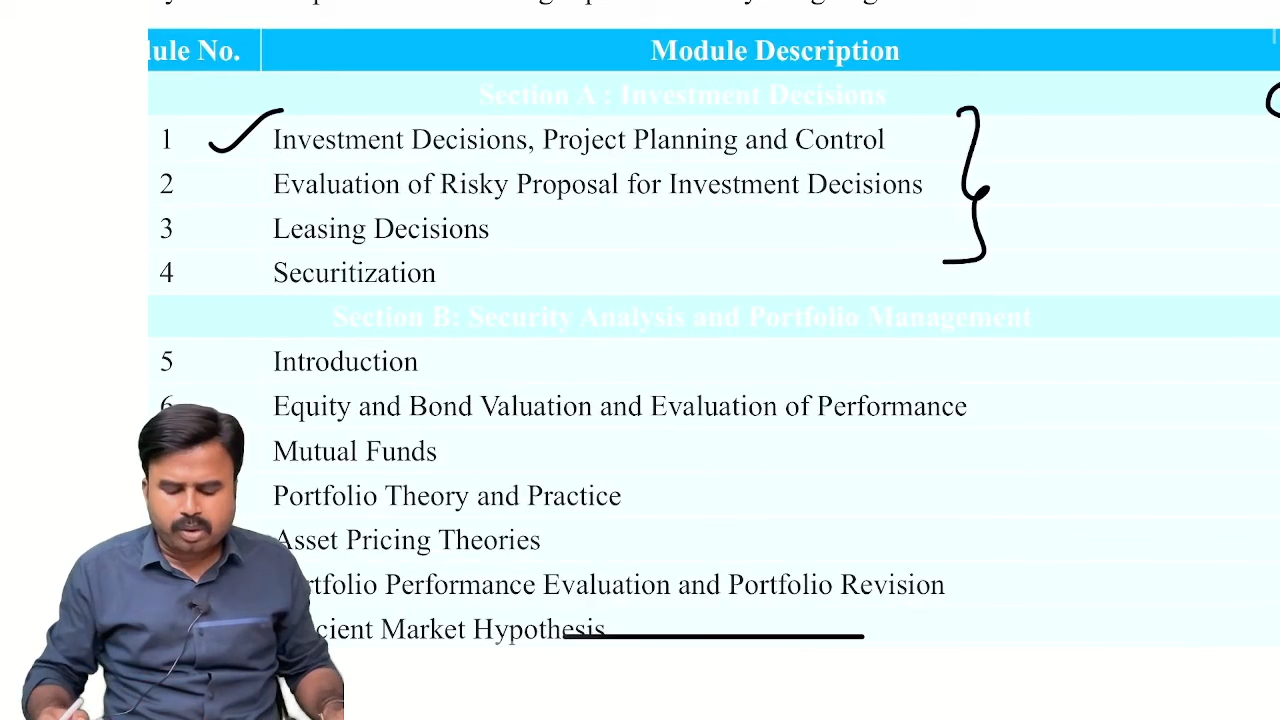 lule No. Module Description
Section A : Investment Decisions
1 Investment Decisions, Project Planning and Control
2 Evaluation of Risky Proposal for Investment Decisions
3 Leasing Decisions
4 Securitization
Section B: Security Analysis and Portfolio Management
5 Introduction
6 Equity and Bond Valuation and Evaluation of Performance
Mutual Funds
Portfolio Theory and Practice
Asset Pricing Theories
rtfolio Performance Evaluation and Portfolio Revision
cient Market Hypothesis